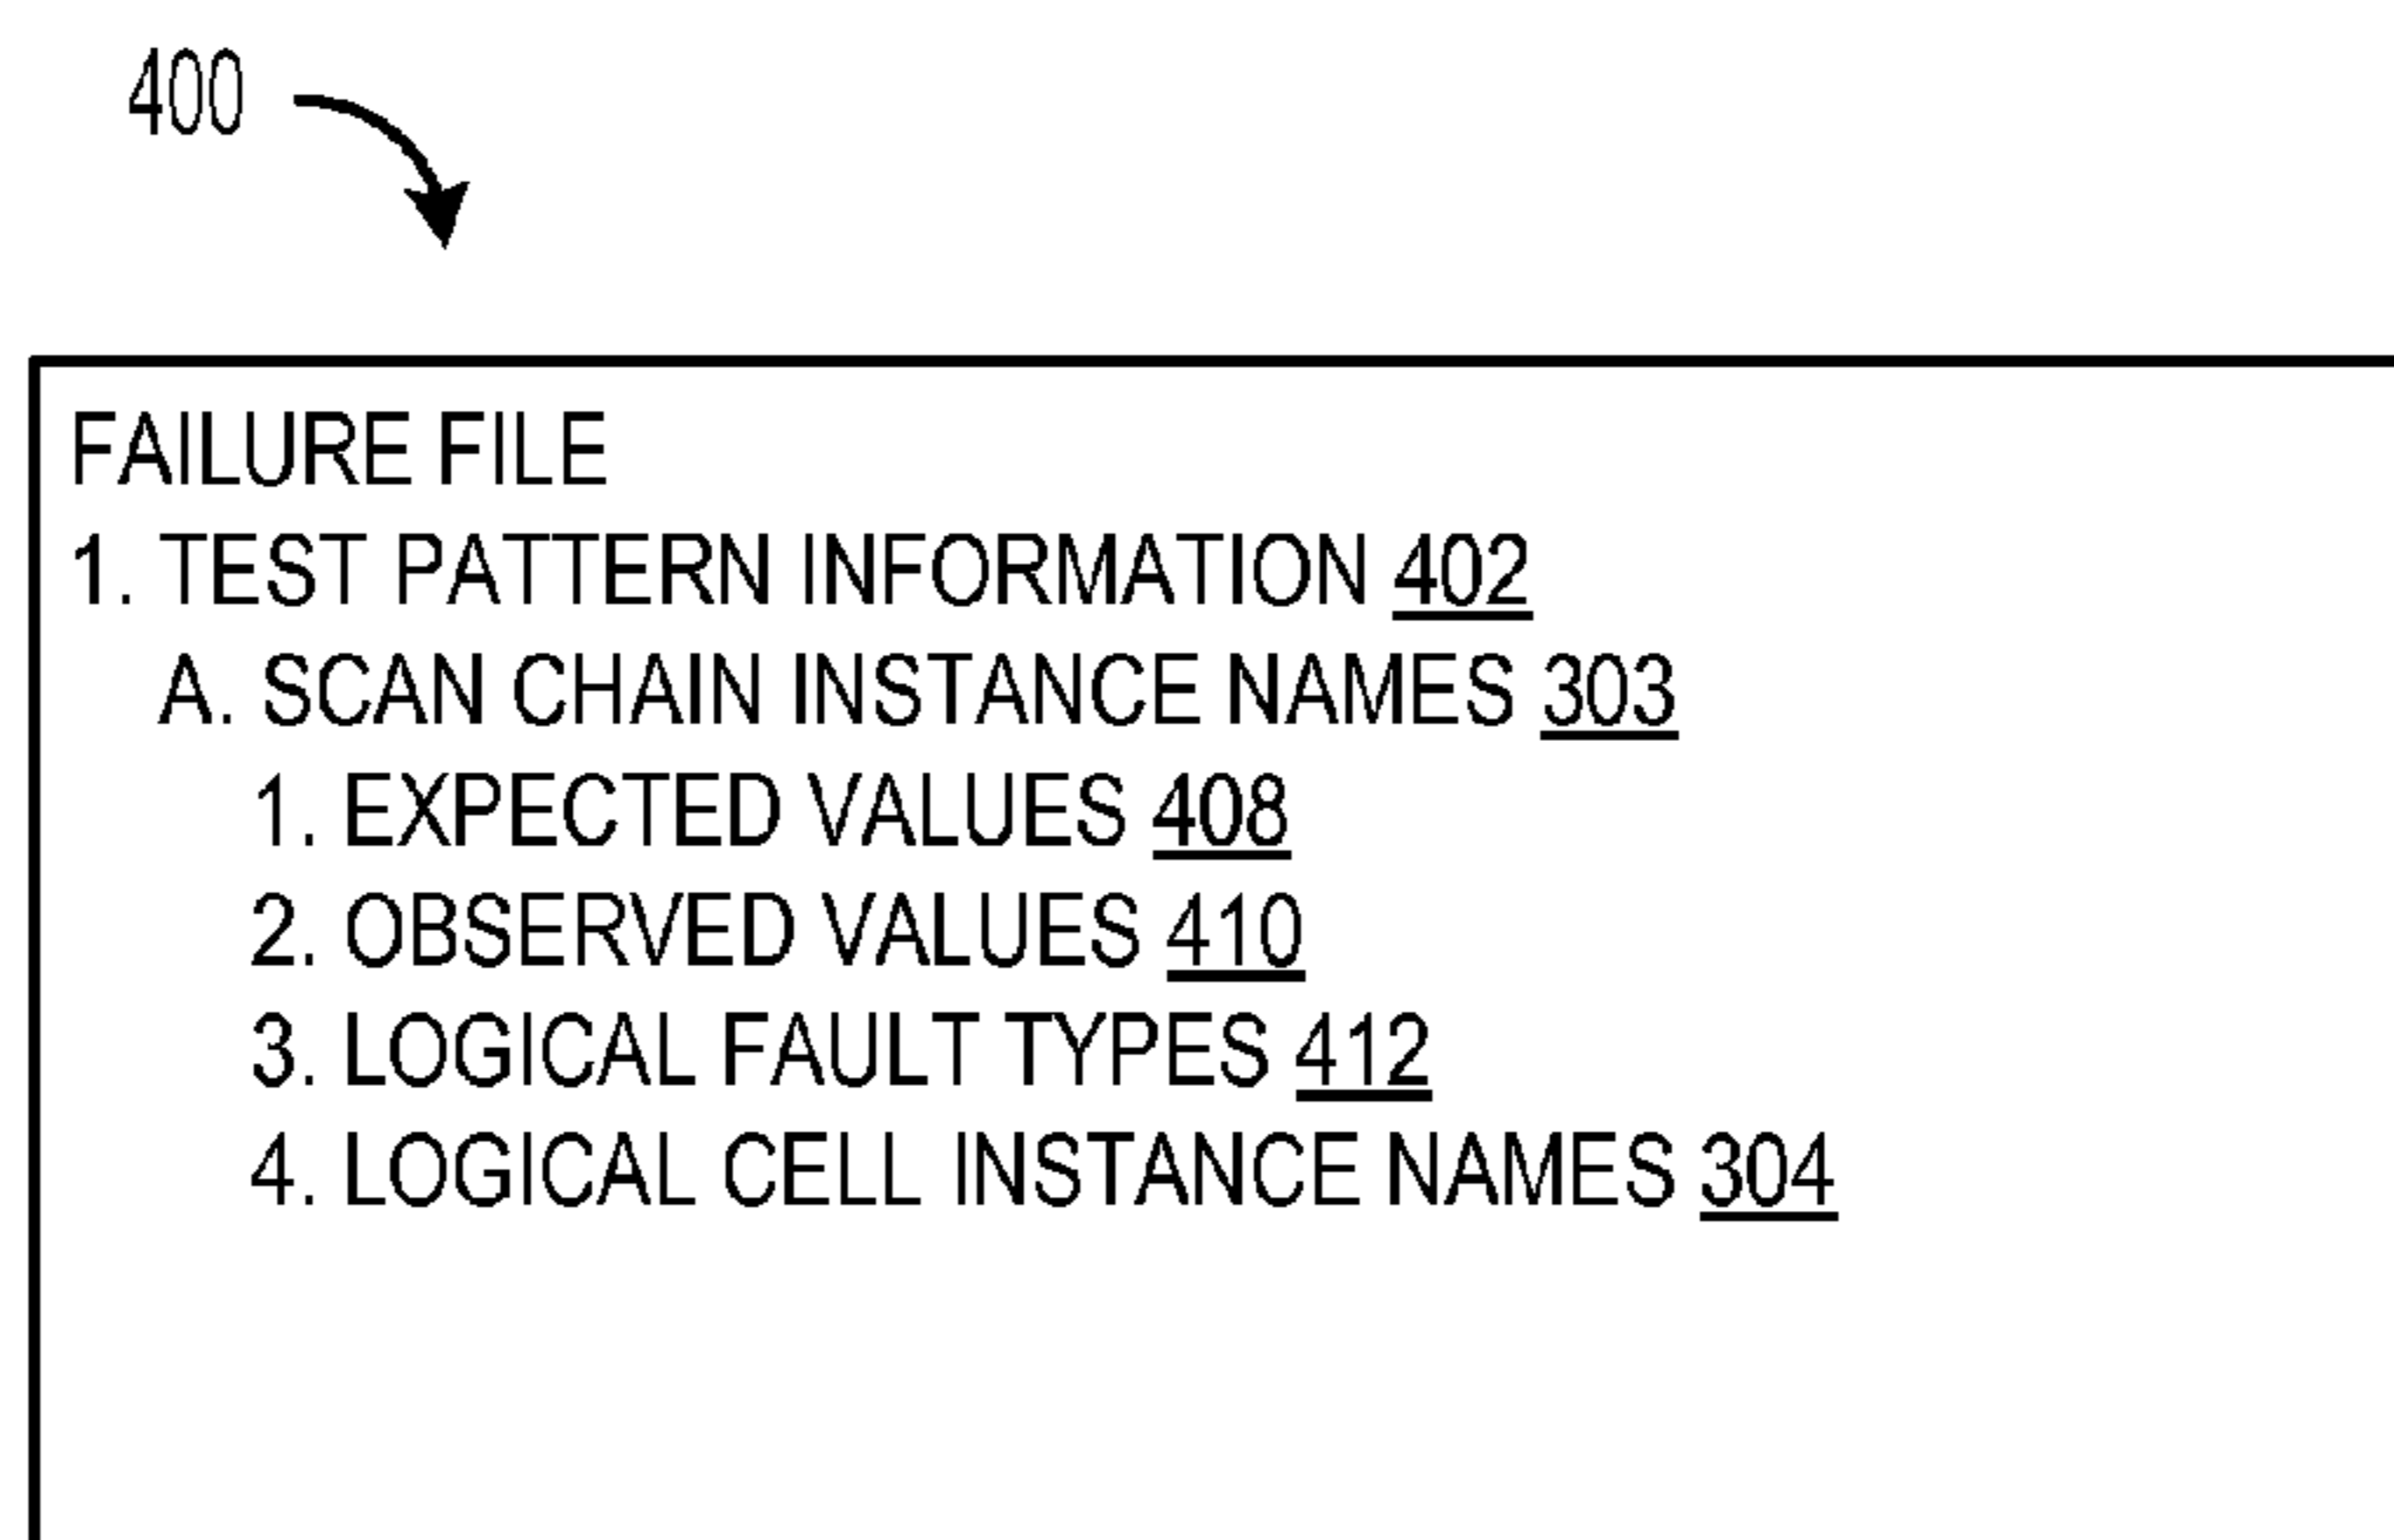 400
FAILURE FILE
1. TEST PATTERN INFORMATION 402
A. SCAN CHAIN INSTANCE NAMES 303
1. EXPECTED VALUES 408
2. OBSERVED VALUES 410
3. LOGICAL FAULT TYPES 412
4. LOGICAL CELL INSTANCE NAMES 304